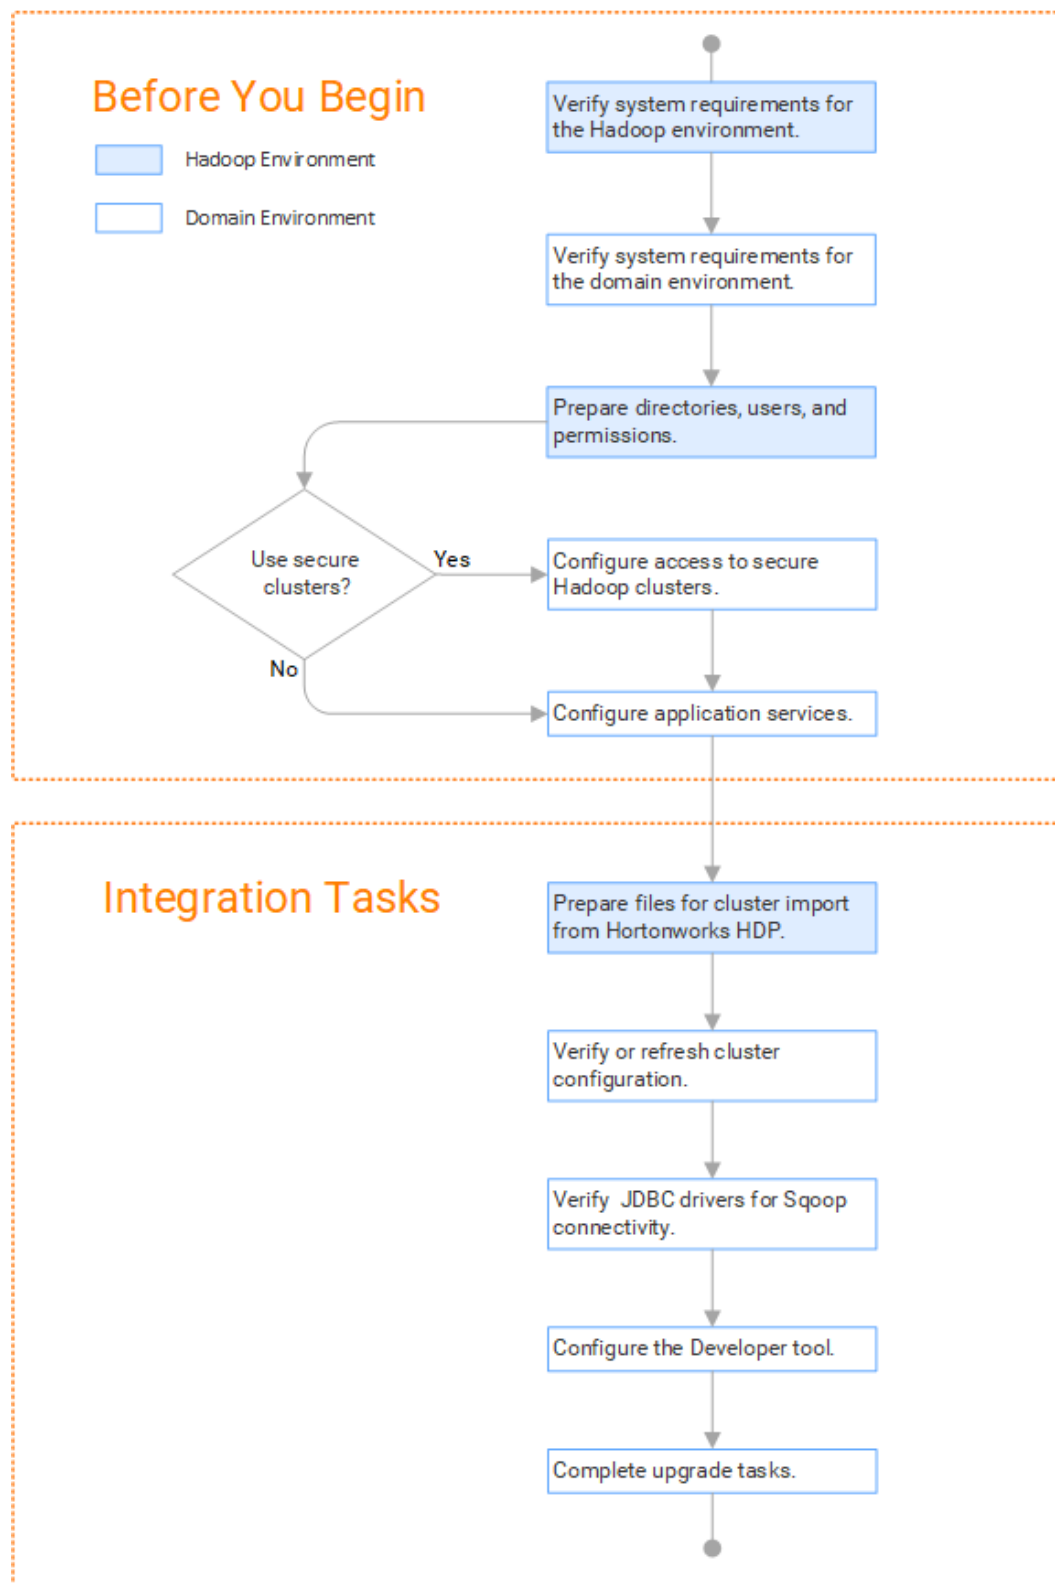 Before You Begin
Hadoop Environment
Domain Environment
Verify system requirements for
the Hadoop environment.
Verify system requirements for
the domain environment.
Prepare directories, users, and
permissions.
Use secure
clusters?
Yes
Configure access to secure
Hadoop clusters.
No
Configure application services.
Integration Tasks
Prepare files for cluster import
from Hortonworks HDP.
Verify or refresh cluster
configuration.
Verify JDBC drivers for Sqoop
connectivity.
Configure the Developer tool.
Complete upgrade tasks.